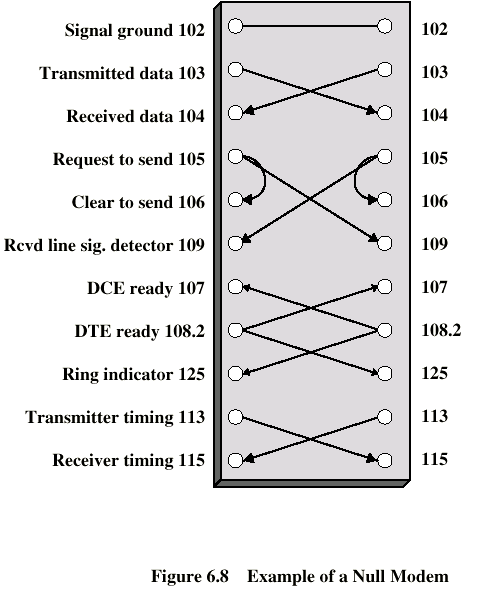 Signal ground 102 102
Transmitted data 103 103
Received data 104 104
Request to send 105 105
Clear to send 106 106
Rcvd line sig. detector 109 109
DCE ready 107 107
DTE ready 108.2 108.2
Ring indicator 125 125
Transmitter timing 113 113
Receiver timing 115 115
Figure 6.8 Example of a Null Modem